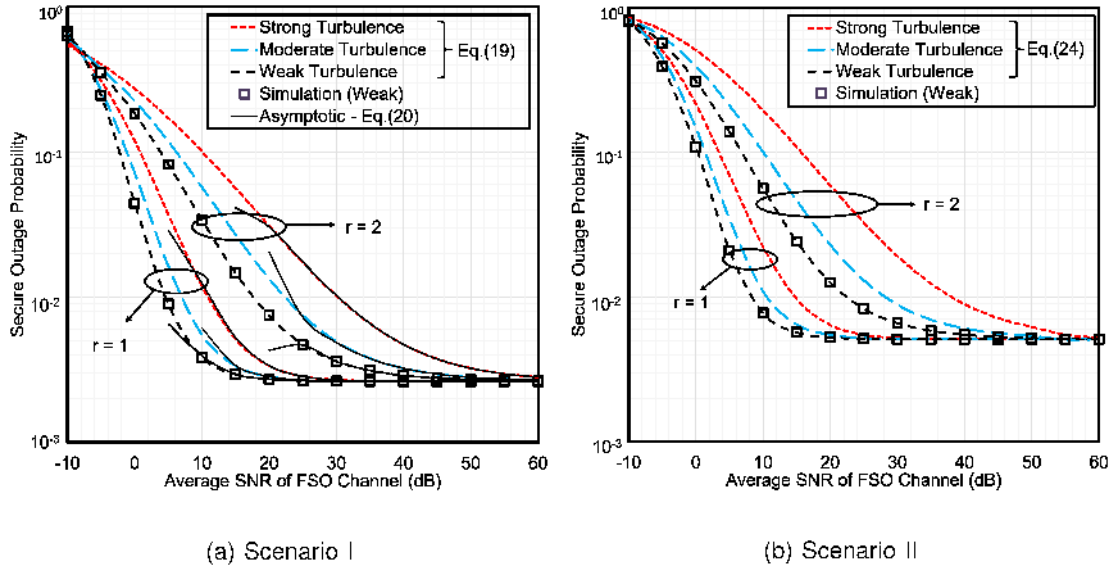 Secure Outage Probability
10⁰
10⁻¹
10⁻²
10⁻³
Strong Turbulence
Moderate Turbulence
Weak Turbulence
Eq.(19)
Simulation (Weak)
Asymptotic - Eq.(20)
r = 2
r = 1
-10 0 10 20 30 40 50 60
Average SNR of FSO Channel (dB)
(a) Scenario I
Secure Outage Probability
10⁰
10⁻¹
10⁻²
10⁻³
Strong Turbulence
Moderate Turbulence
Weak Turbulence
Eq.(24)
Simulation (Weak)
r = 2
r = 1
-10 0 10 20 30 40 50 60
Average SNR of FSO Channel (dB)
(b) Scenario II